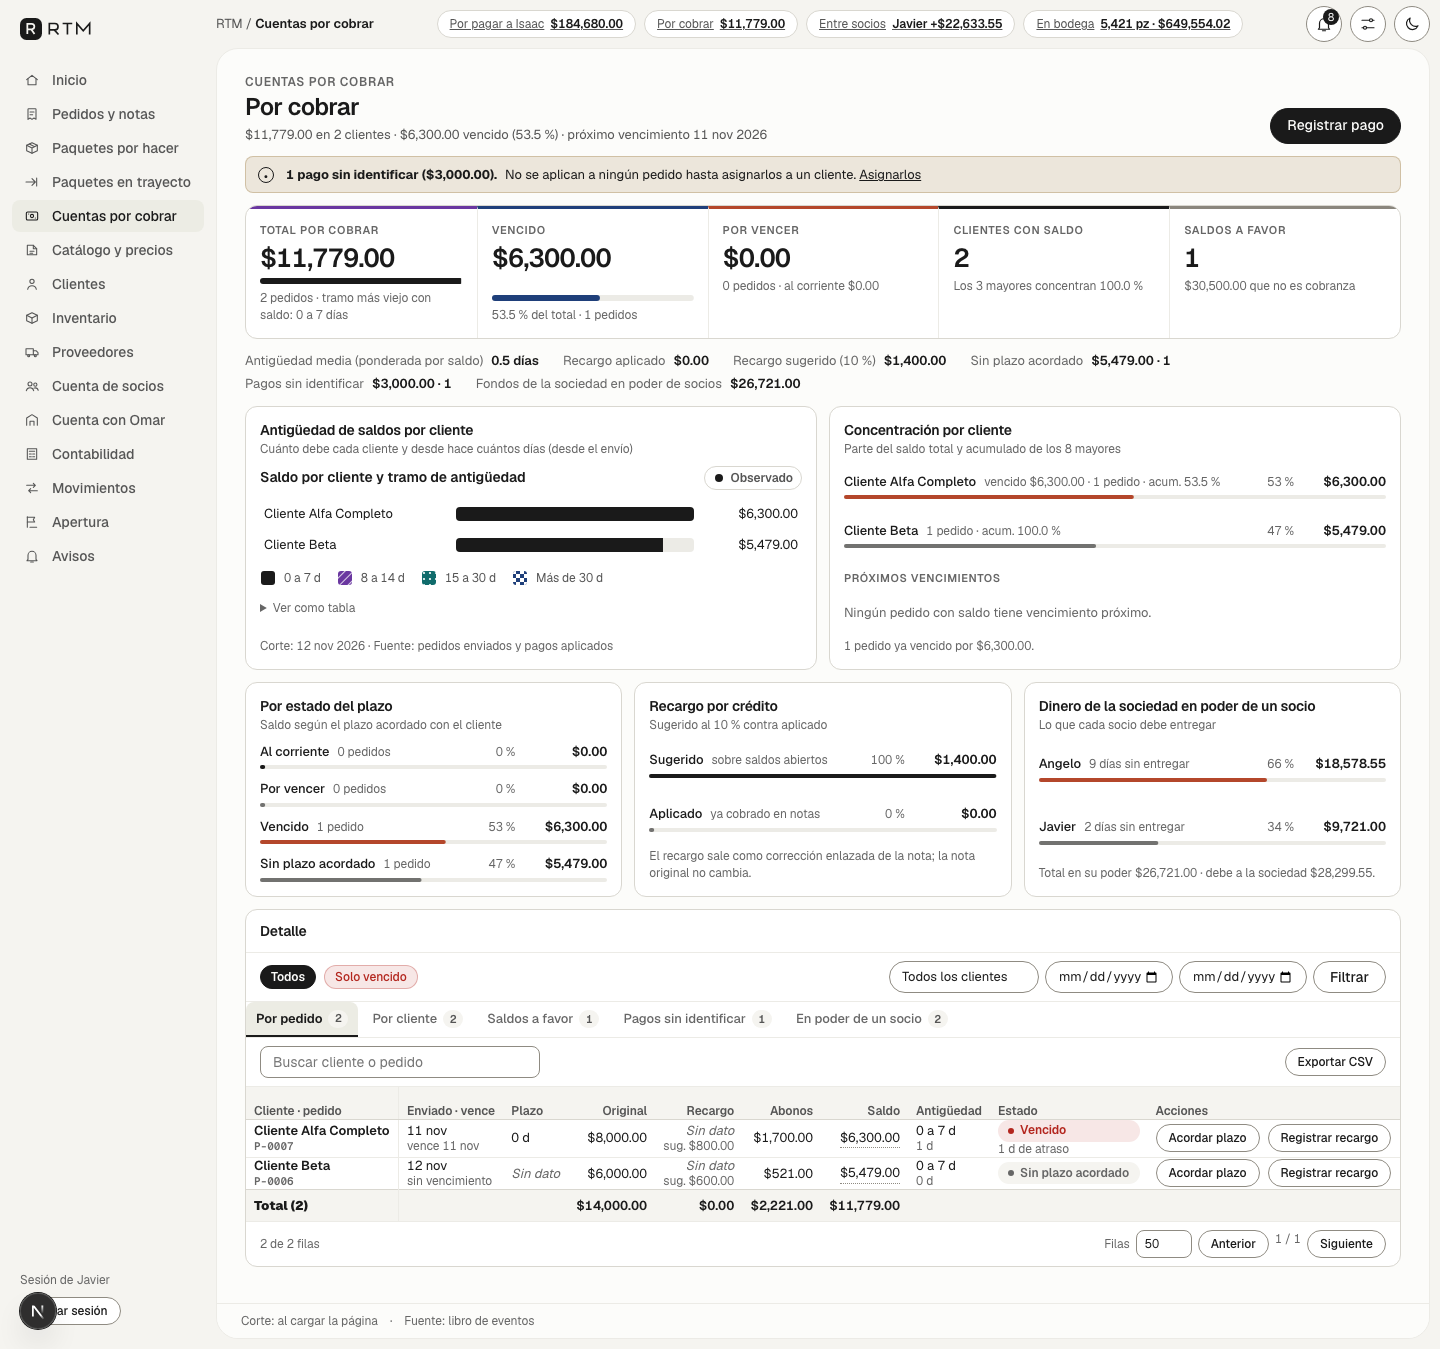 R RTM
RTM / Cuentas por cobrar
Por pagar a Isaac $184,680.00
Por cobrar $11,779.00
Entre socios Javier +$22,633.55
En bodega 5,421 pz · $649,554.02
8
Inicio
Pedidos y notas
Paquetes por hacer
Paquetes en trayecto
Cuentas por cobrar
Catálogo y precios
Clientes
Inventario
Proveedores
Cuenta de socios
Cuenta con Omar
Contabilidad
Movimientos
Apertura
Avisos
Sesión de Javier
N
ar sesión
CUENTAS POR COBRAR
Por cobrar
$11,779.00 en 2 clientes · $6,300.00 vencido (53.5 %) · próximo vencimiento 11 nov 2026
Registrar pago
1 pago sin identificar ($3,000.00). No se aplican a ningún pedido hasta asignarlos a un cliente. Asignarlos
TOTAL POR COBRAR
$11,779.00
2 pedidos · tramo más viejo con
saldo: 0 a 7 días
VENCIDO
$6,300.00
53.5 % del total · 1 pedidos
POR VENCER
$0.00
0 pedidos · al corriente $0.00
CLIENTES CON SALDO
2
Los 3 mayores concentran 100.0 %
SALDOS A FAVOR
1
$30,500.00 que no es cobranza
Antigüedad media (ponderada por saldo) 0.5 días Recargo aplicado $0.00 Recargo sugerido (10 %) $1,400.00 Sin plazo acordado $5,479.00 · 1
Pagos sin identificar $3,000.00 · 1 Fondos de la sociedad en poder de socios $26,721.00
Antigüedad de saldos por cliente
Cuánto debe cada cliente y desde hace cuántos días (desde el envío)
Saldo por cliente y tramo de antigüedad
Observado
Cliente Alfa Completo $6,300.00
Cliente Beta $5,479.00
0 a 7 d 8 a 14 d 15 a 30 d Más de 30 d
Ver como tabla
Corte: 12 nov 2026 · Fuente: pedidos enviados y pagos aplicados
Concentración por cliente
Parte del saldo total y acumulado de los 8 mayores
Cliente Alfa Completo vencido $6,300.00 · 1 pedido · acum. 53.5 % 53 % $6,300.00
Cliente Beta 1 pedido · acum. 100.0 % 47 % $5,479.00
PRÓXIMOS VENCIMIENTOS
Ningún pedido con saldo tiene vencimiento próximo.
1 pedido ya vencido por $6,300.00.
Por estado del plazo
Saldo según el plazo acordado con el cliente
Al corriente 0 pedidos 0 % $0.00
Por vencer 0 pedidos 0 % $0.00
Vencido 1 pedido 53 % $6,300.00
Sin plazo acordado 1 pedido 47 % $5,479.00
Recargo por crédito
Sugerido al 10 % contra aplicado
Sugerido sobre saldos abiertos 100 % $1,400.00
Aplicado ya cobrado en notas 0 % $0.00
El recargo sale como corrección enlazada de la nota; la nota
original no cambia.
Dinero de la sociedad en poder de un socio
Lo que cada socio debe entregar
Angelo 9 días sin entregar 66 % $18,578.55
Javier 2 días sin entregar 34 % $9,721.00
Total en su poder $26,721.00 · debe a la sociedad $28,299.55.
Detalle
Todos Solo vencido
Todos los clientes mm/dd/yyyy mm/dd/yyyy Filtrar
Por pedido 2 Por cliente 2 Saldos a favor 1 Pagos sin identificar 1 En poder de un socio 2
Buscar cliente o pedido
Exportar CSV
Cliente · pedido Enviado · vence Plazo Original Recargo Abonos Saldo Antigüedad Estado Acciones
Cliente Alfa Completo 11 nov 0 d $8,000.00 Sin dato $1,700.00 $6,300.00 0 a 7 d Vencido Acordar plazo Registrar recargo
P-0007 vence 11 nov sug. $800.00 1 d 1 d de atraso
Cliente Beta 12 nov Sin dato $6,000.00 Sin dato $521.00 $5,479.00 0 a 7 d Sin plazo acordado Acordar plazo Registrar recargo
P-0006 sin vencimiento sug. $600.00 0 d
Total (2) $14,000.00 $0.00 $2,221.00 $11,779.00
2 de 2 filas
Filas 50 Anterior 1 / 1 Siguiente
Corte: al cargar la página · Fuente: libro de eventos